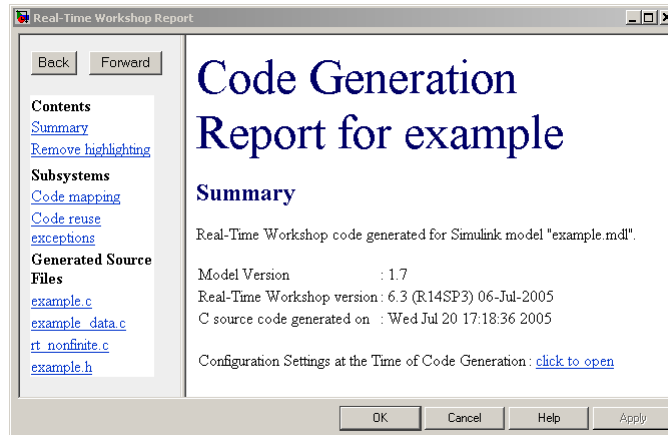 Real-Time Workshop Report
Back Forward
Contents
Summary
Remove highlighting
Subsystems
Code mapping
Code reuse
exceptions
Generated Source
Files
example.c
example_data.c
rt_nonfinite.c
example.h
Code Generation
Report for example
Summary
Real-Time Workshop code generated for Simulink model "example.mdl".
Model Version : 1.7
Real-Time Workshop version : 6.3 (R14SP3) 06-Jul-2005
C source code generated on : Wed Jul 20 17:18:36 2005
Configuration Settings at the Time of Code Generation : click to open
OK Cancel Help Apply